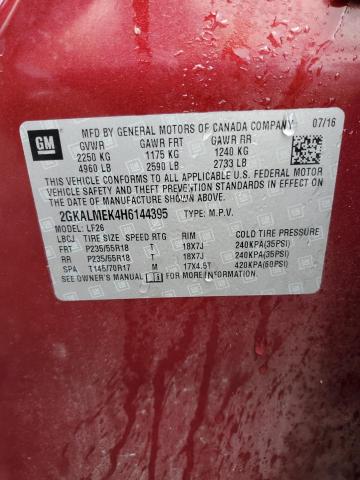 GM
MFD BY GENERAL MOTORS OF CANADA COMPANY 07/16
GVWR GAWR FRT GAWR RR
2250 KG 1175 KG 1240 KG
4960 LB 2590 LB 2733 LB
THIS VEHICLE CONFORMS TO ALL APPLICABLE U.S. FEDERAL MOTOR
VEHICLE SAFETY AND THEFT PREVENTION STANDARDS IN EFFECT ON THE
DATE OF MANUFACTURE SHOWN ABOVE.
2GKALMEK4H6144395 TYPE: M.P.V.
MODEL: LF26
LBCJ TIRE SIZE SPEED RTG RIM COLD TIRE PRESSURE
FRT P235/55R18 T 18X7J 240KPA(35PSI)
RR P235/55R18 T 18X7J 240KPA(35PSI)
SPA T145/70R17 M 17X4.5T 420KPA(60PSI)
SEE OWNER'S MANUAL FOR ADDITIONAL INFORMATION.